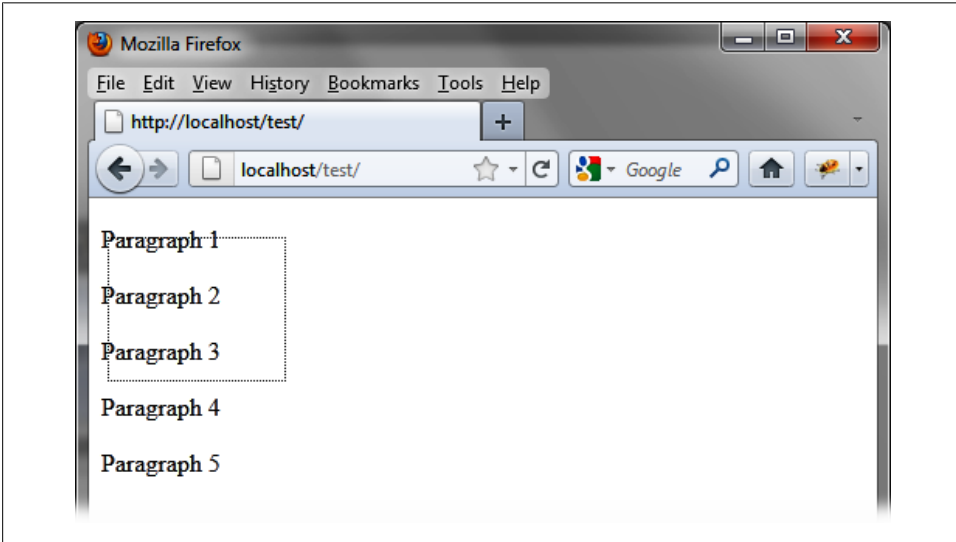 Mozilla Firefox
File Edit View History Bookmarks Tools Help
http://localhost/test/
localhost/test/ Google
Paragraph 1
Paragraph 2
Paragraph 3
Paragraph 4
Paragraph 5